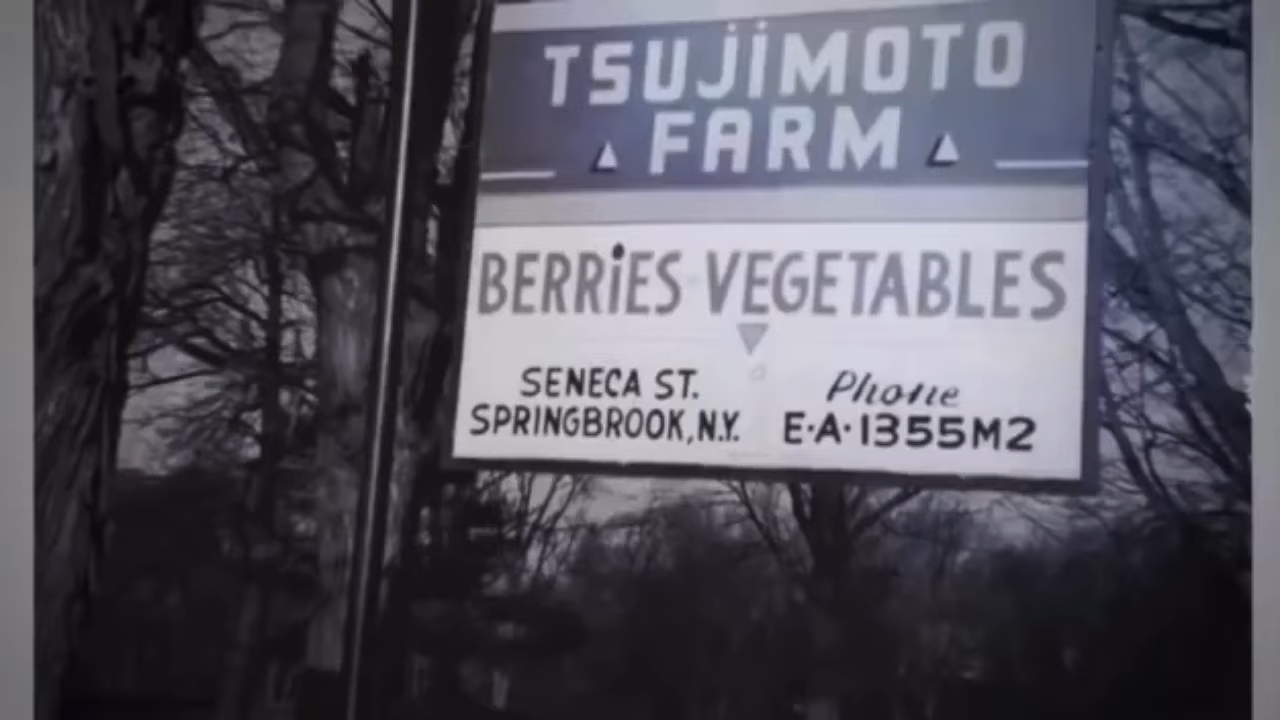 TSUJiMOTO
FARM
BERRiES VEGETABLES
SENECA ST.
SPRINGBROOK, N.Y.
Phone
E·A·1355M2